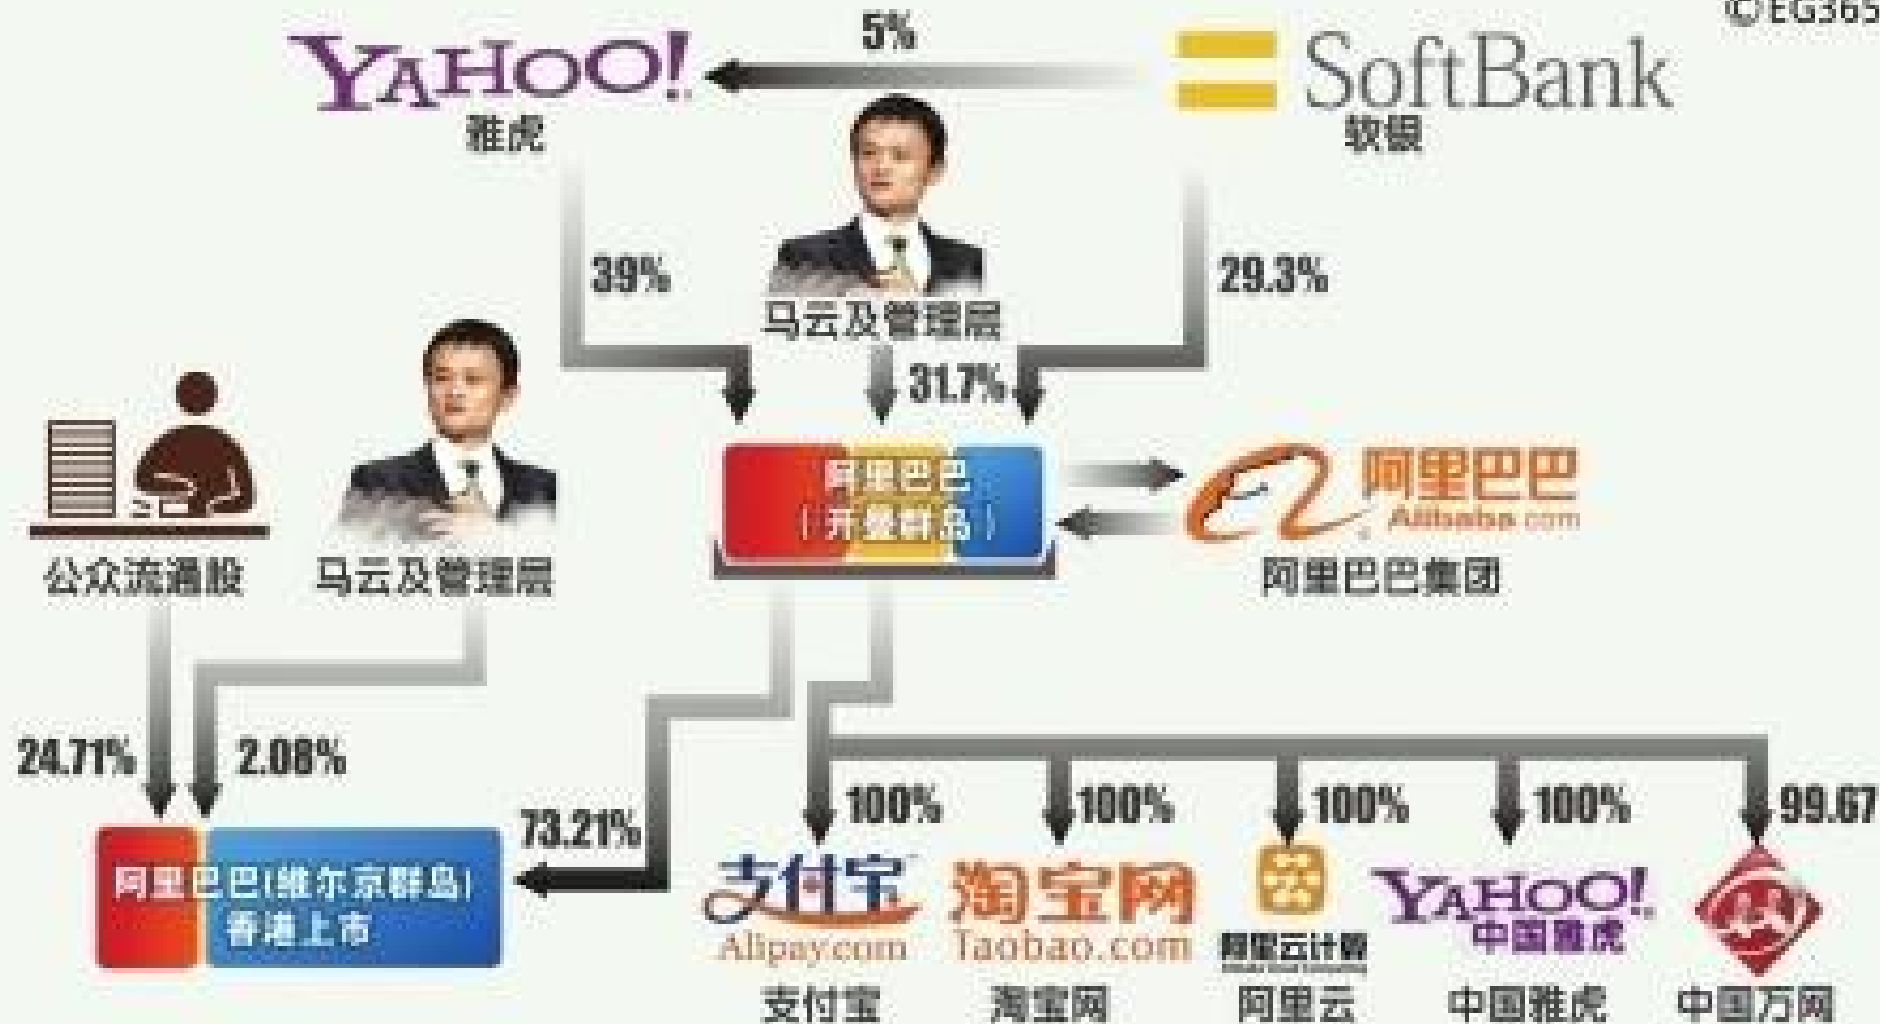 ©EG365
5%
YAHOO!
SoftBank
雅虎
软银
39%
29.3%
马云及管理层
31.7%
阿里巴巴
（开曼群岛）
阿里巴巴
Alibaba.com
公众流通股
马云及管理层
阿里巴巴集团
24.71%
2.08%
73.21%
100%
100%
100%
100%
99.67
阿里巴巴(维尔京群岛)
香港上市
支付宝
Alipay.com
淘宝网
Taobao.com
阿里云计算
YAHOO!
中国雅虎
支付宝
淘宝网
阿里云
中国雅虎
中国万网